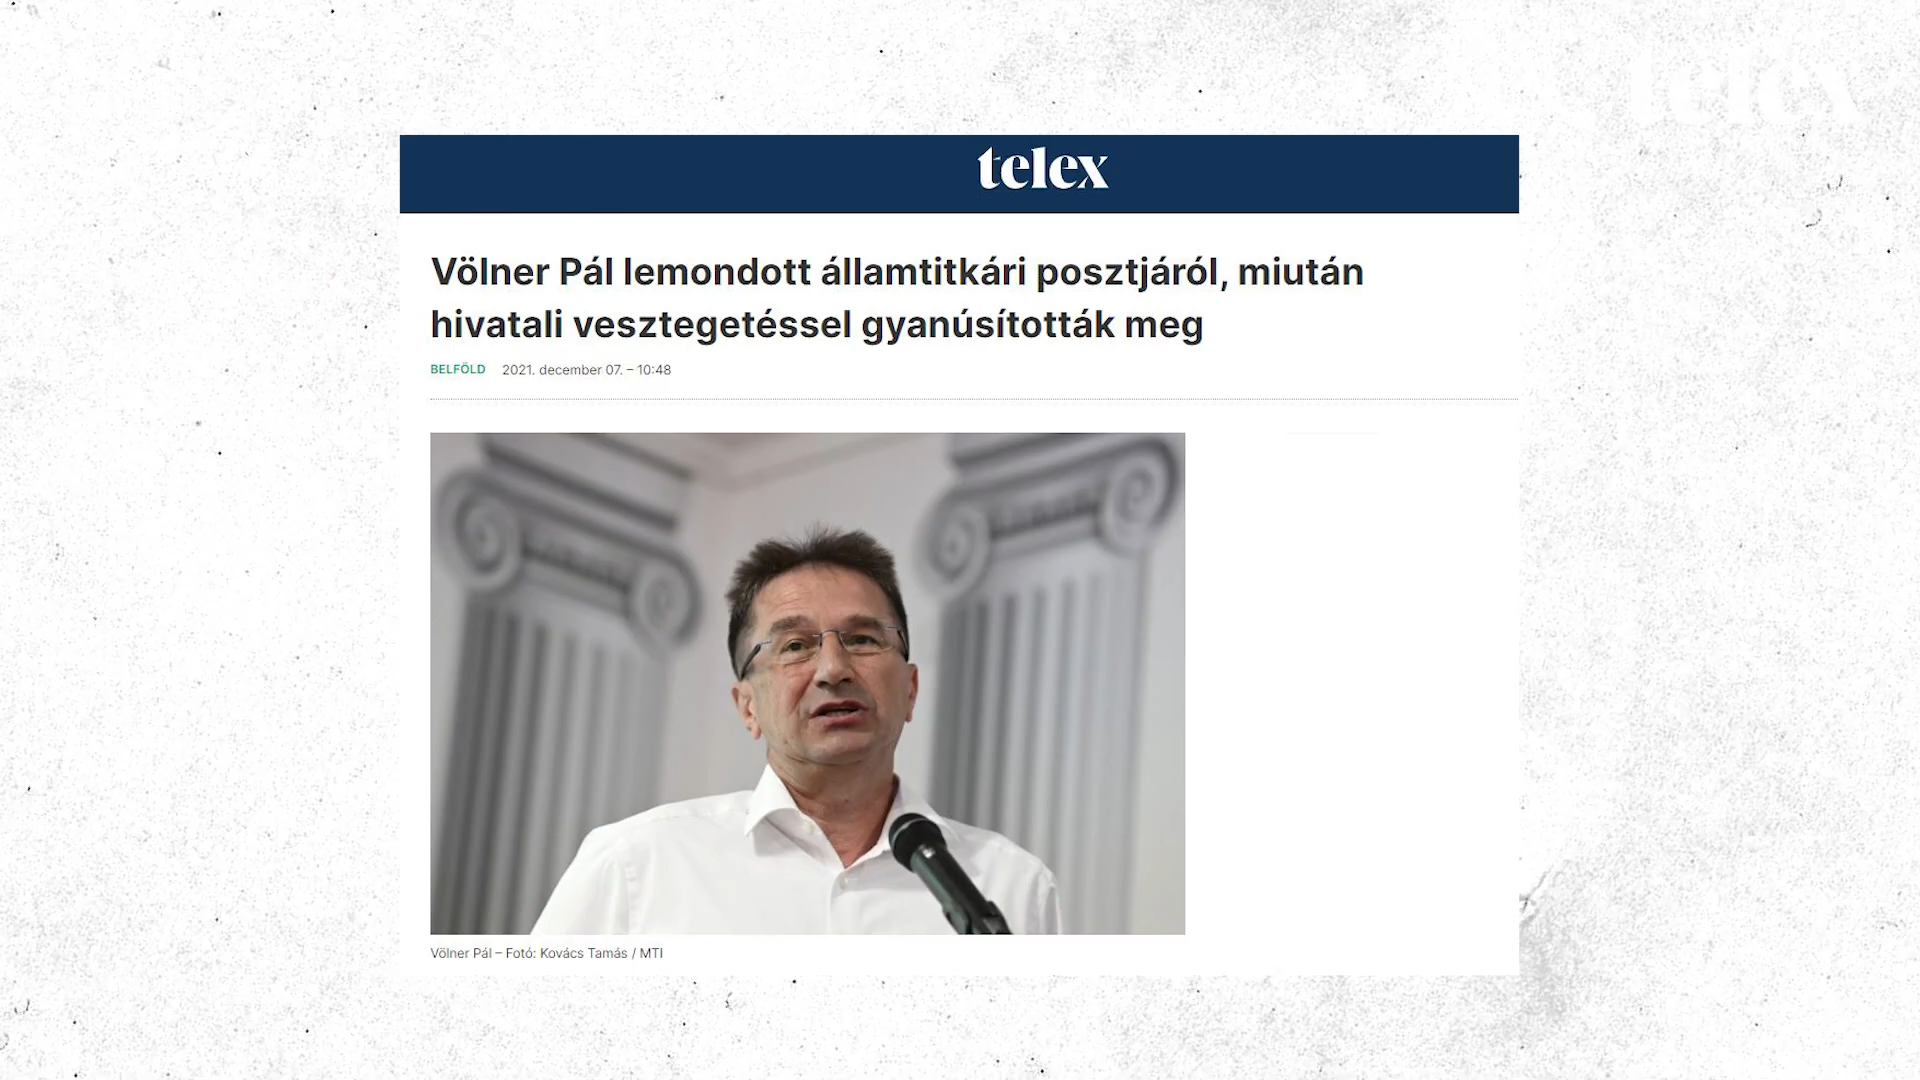 telex
telex
Völner Pál lemondott államtitkári posztjáról, miután
hivatali vesztegetéssel gyanúsították meg
BELFÖLD 2021. december 07. – 10:48
Völner Pál – Fotó: Kovács Tamás / MTI